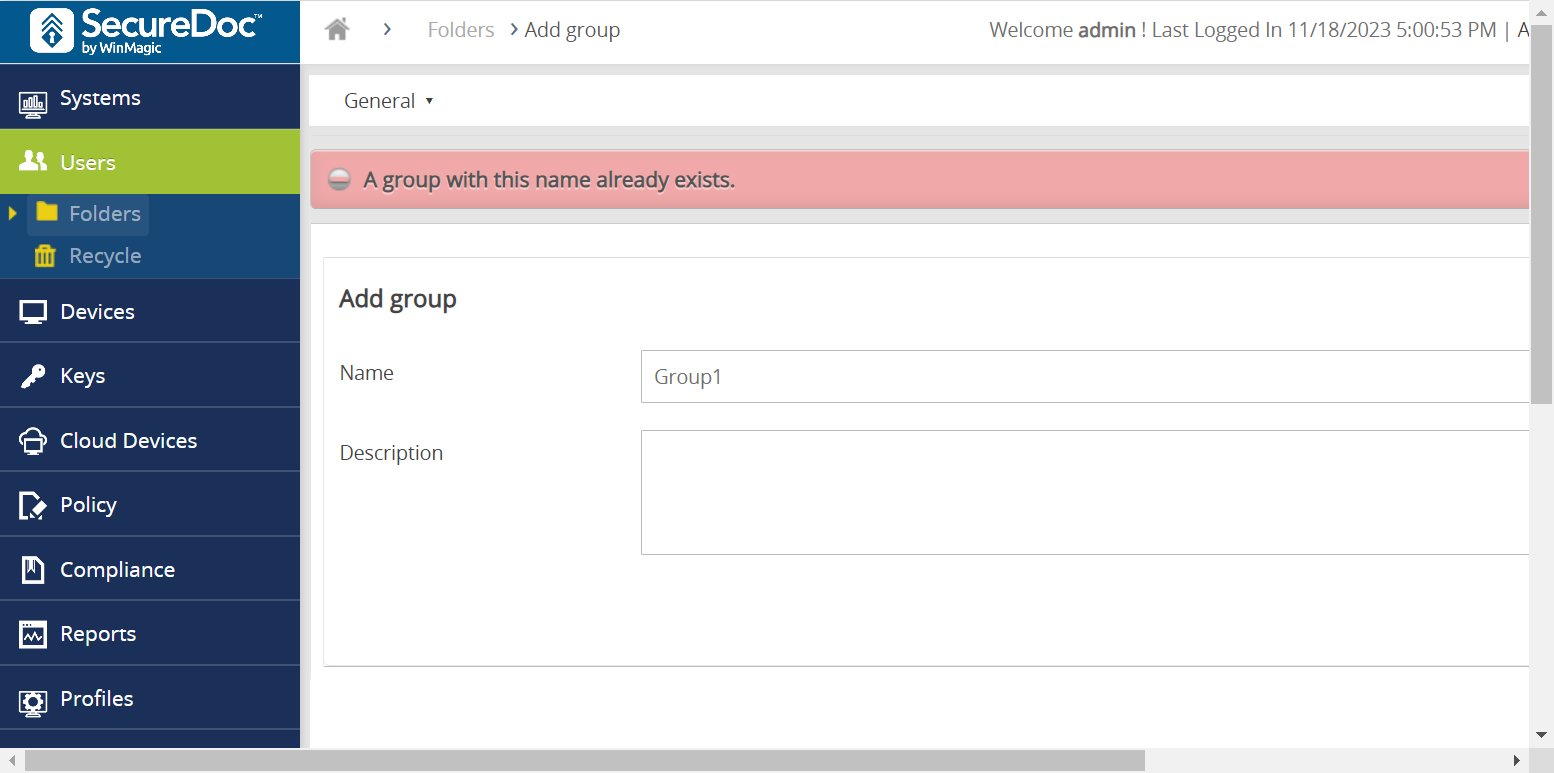 SecureDoc™
by WinMagic
Folders > Add group
Welcome admin ! Last Logged In 11/18/2023 5:00:53 PM | A
Systems
Users
Folders
Recycle
Devices
Keys
Cloud Devices
Policy
Compliance
Reports
Profiles
General
A group with this name already exists.
Add group
Name
Group1
Description